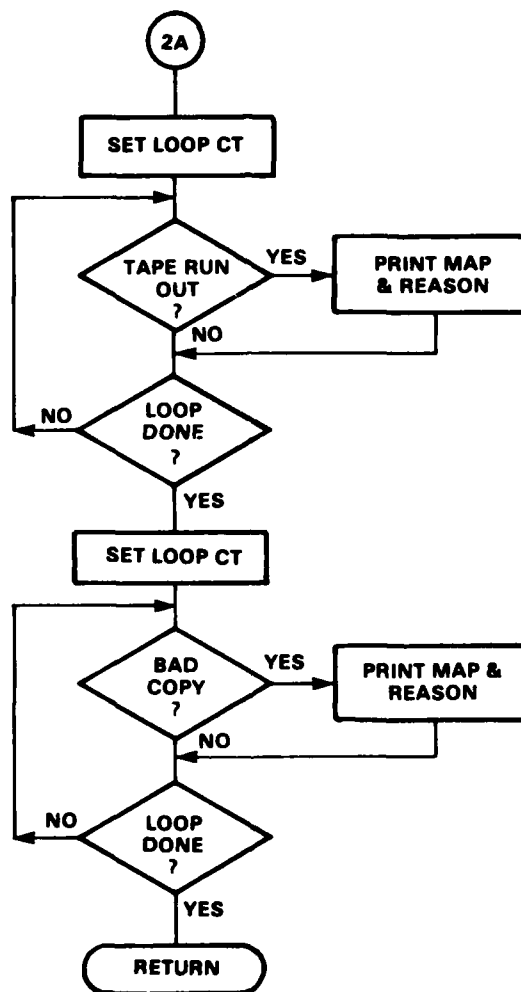 2A
SET LOOP CT
TAPE RUN
OUT
?
YES
PRINT MAP
& REASON
NO
LOOP
DONE
?
NO
YES
SET LOOP CT
BAD
COPY
?
YES
PRINT MAP &
REASON
NO
LOOP
DONE
?
NO
YES
RETURN